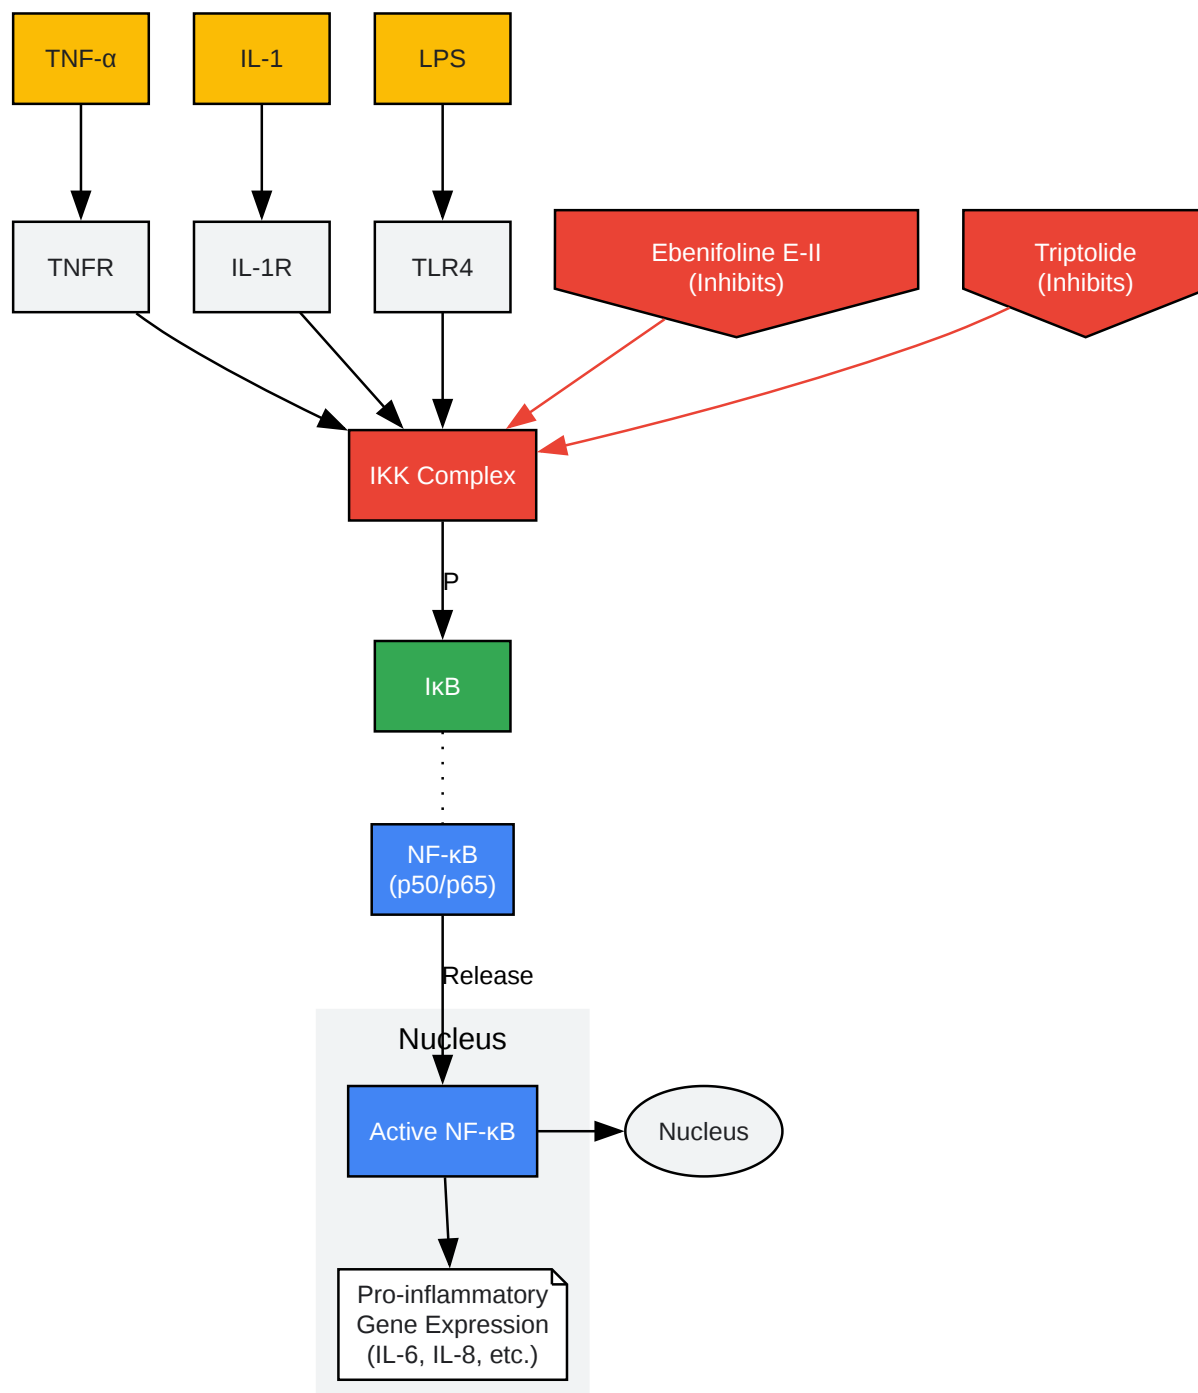 TNF-α
IL-1
LPS
TNFR
IL-1R
TLR4
Ebenifoline E-II
(Inhibits)
Triptolide
(Inhibits)
IKK Complex
P
IκB
NF-κB
(p50/p65)
Release
Nucleus
Active NF-κB
Nucleus
Pro-inflammatory
Gene Expression
(IL-6, IL-8, etc.)